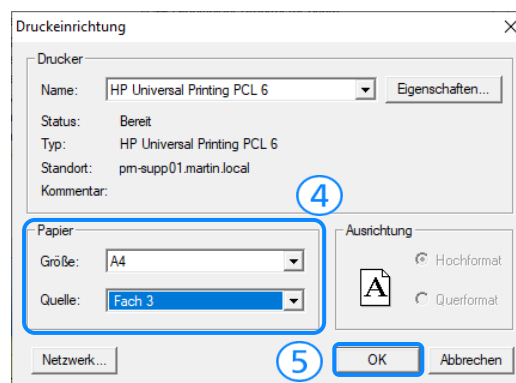 Druckeinrichtung
Drucker
Name: HP Universal Printing PCL 6 Eigenschaften...
Status: Bereit
Typ: HP Universal Printing PCL 6
Standort: prn-supp01.martin.local
Kommentar:
4
Papier
Größe: A4
Quelle: Fach 3
Ausrichtung
A
Hochformat
Querformat
Netzwerk...
5
OK
Abbrechen